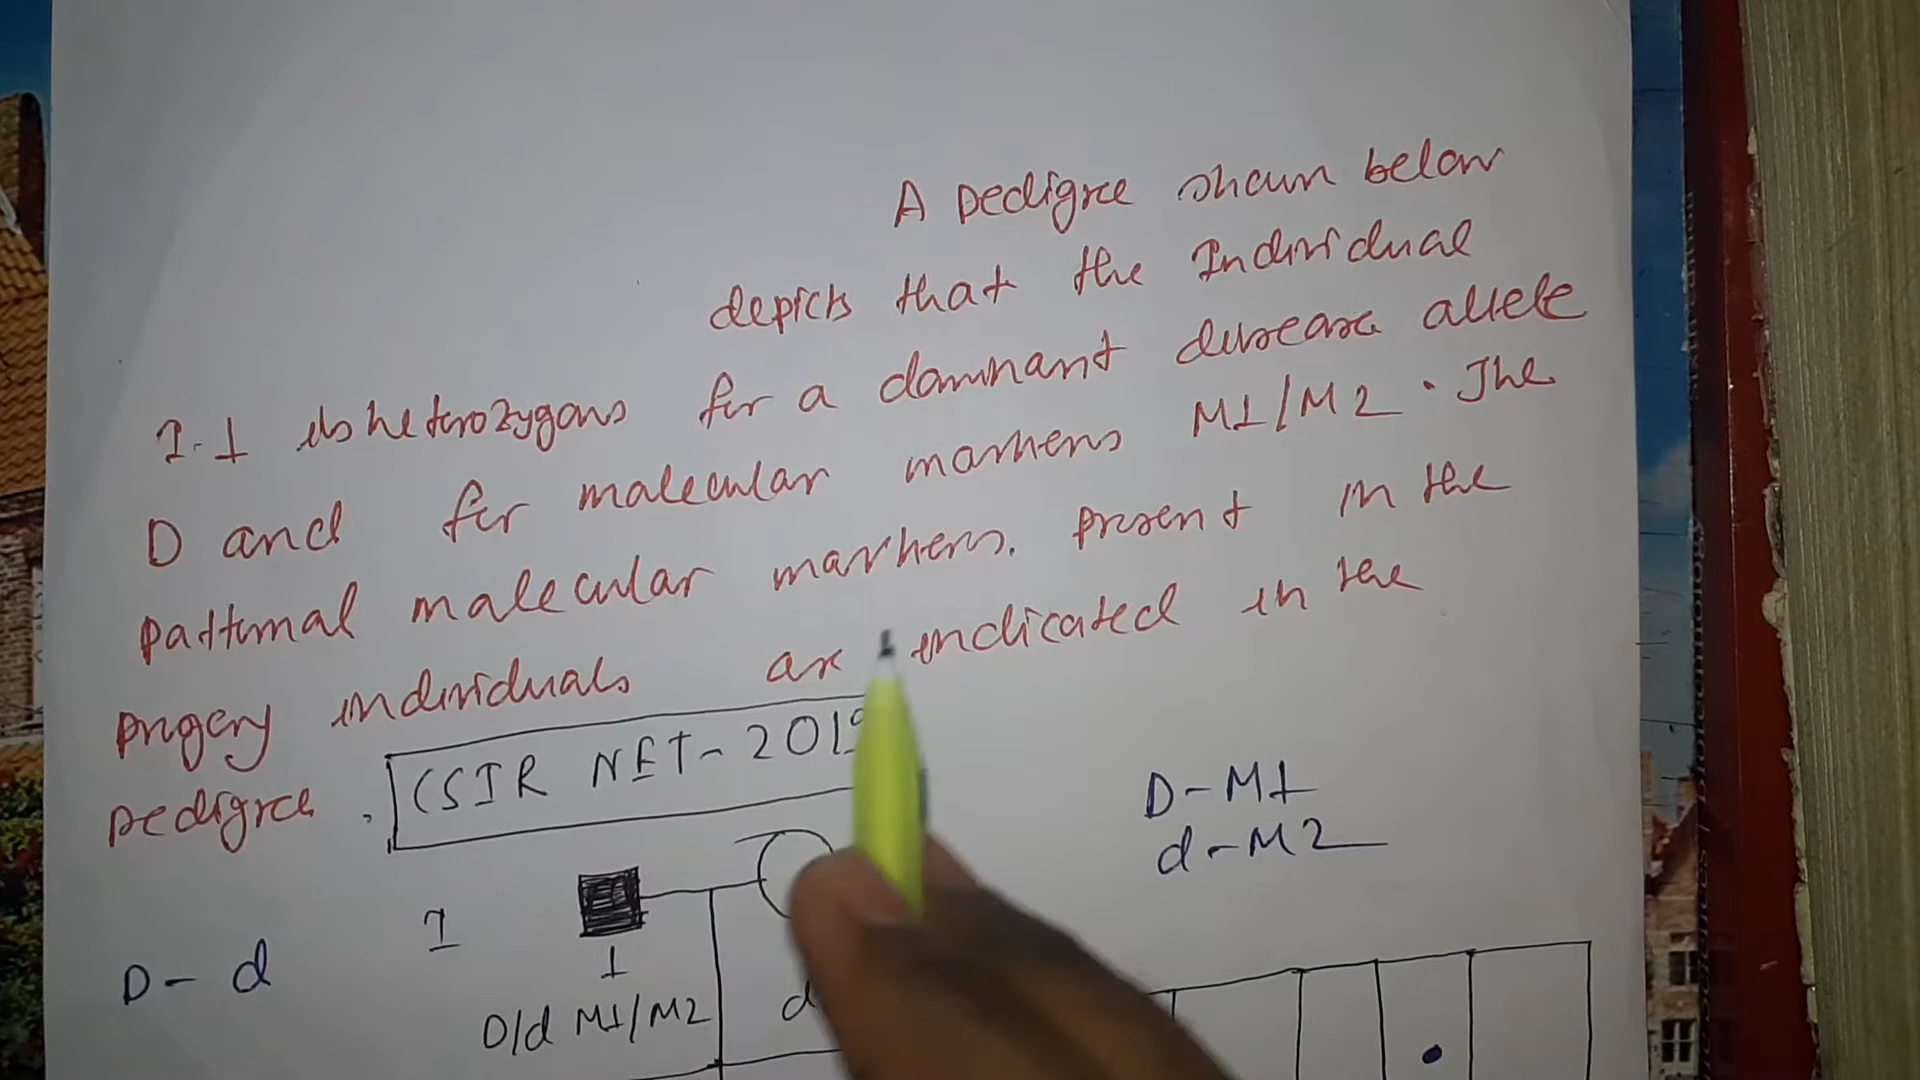 A pedigree shown below
depicts that the Individual
I-1 is heterozygous for a dominant disease allele
D and for molecular markers M1/M2. The
patternal molecular markers. present in the
progeny individuals are indicated in the
pedigree.
CSIR NET-2019
D-M1
d-M2
I
D-d
1
D/d M1/M2
d